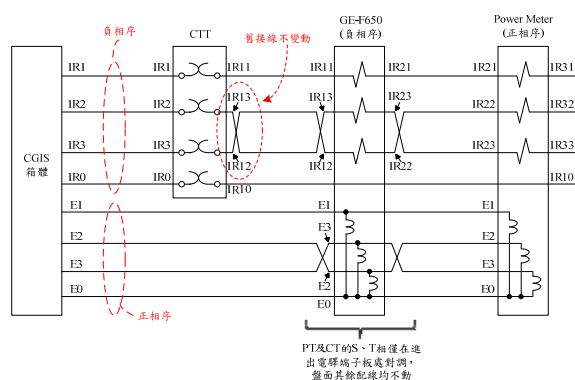 負相序
CTT
舊接線不變動
GE-F650
(負相序)
Power Meter
(正相序)
IR1
IR1
IR11
IR11
IR21
IR21
IR31
IR2
IR2
IR13
IR13
IR23
IR22
IR32
CGIS
箱體
IR3
IR3
IR12
IR12
IR22
IR23
IR33
IR0
IR0
IR10
IR10
E1
E1
E1
E2
E3
E2
E3
E2
E3
E0
E0
E0
正相序
PT及CT的S、T相僅在進
出電驛端子板處對調，
盤面其餘配線均不動